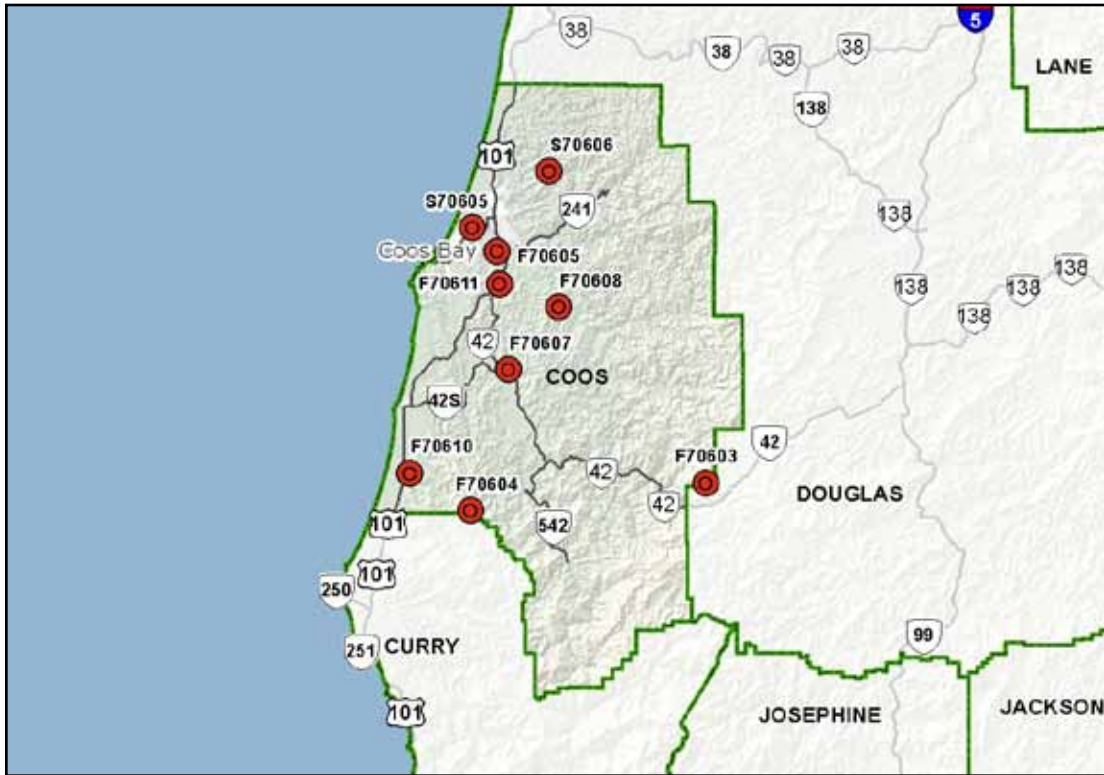 5
38
38
38
38
LANE
138
101
S70606
S70605
241
138
Coos Bay
F70605
F70611
F70608
138
138
138
138
42
F70607
COOS
42S
F70610
F70603
42
F70604
42
DOUGLAS
42
101
542
101
250
99
251
CURRY
101
JOSEPHINE
JACKSON